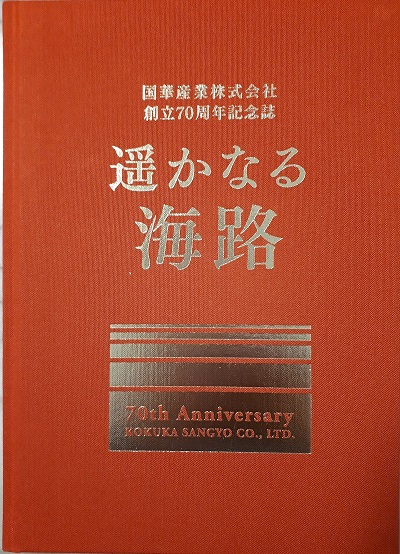 国華産業株式会社
創立70周年記念誌
遥かなる
海路
70th Anniversary
KOKUKA SANGYO CO., LTD.